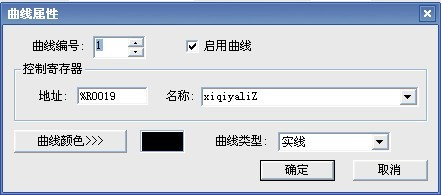 曲线属性
曲线编号: 1 启用曲线
控制寄存器
地址: %R0019 名称: xiqiyaliZ
曲线颜色>>> 曲线类型: 实线
确定 取消